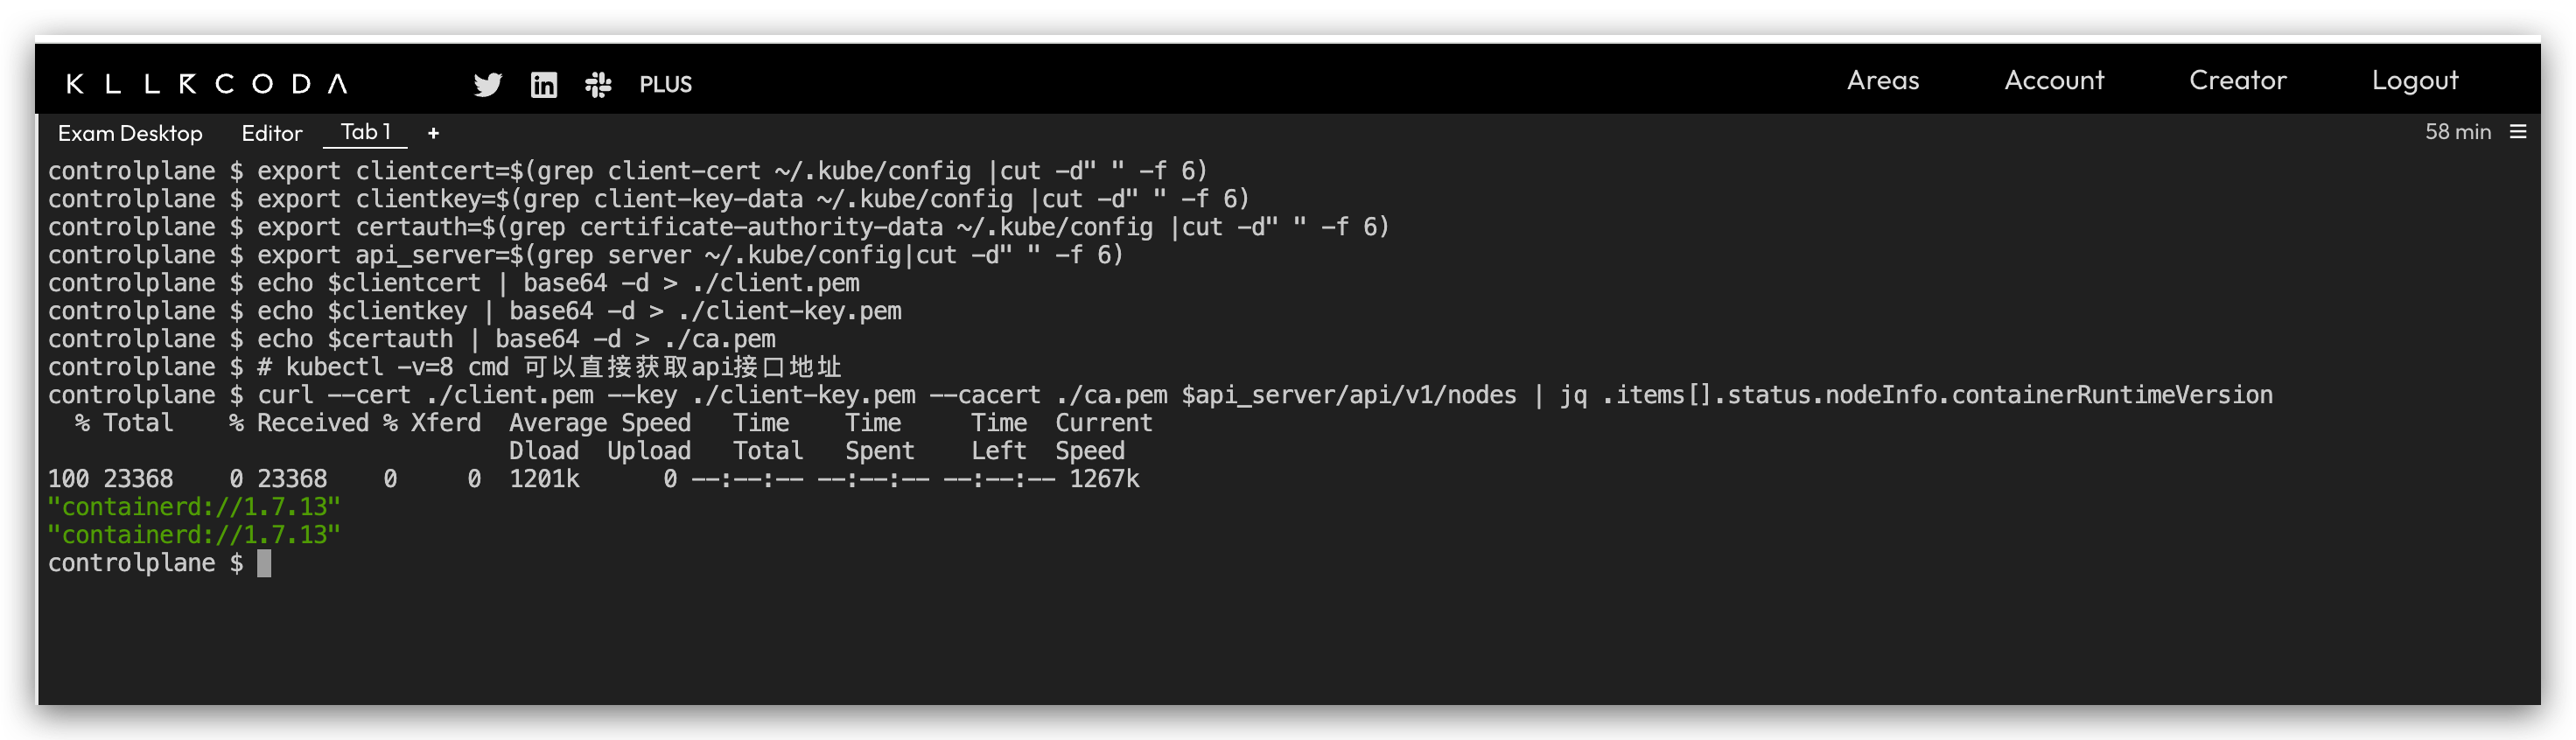 KILLERCODA PLUS Areas Account Creator Logout
Exam Desktop Editor Tab 1 + 58 min
controlplane $ export clientcert=$(grep client-cert ~/.kube/config |cut -d" " -f 6)
controlplane $ export clientkey=$(grep client-key-data ~/.kube/config |cut -d" " -f 6)
controlplane $ export certauth=$(grep certificate-authority-data ~/.kube/config |cut -d" " -f 6)
controlplane $ export api_server=$(grep server ~/.kube/config|cut -d" " -f 6)
controlplane $ echo $clientcert | base64 -d > ./client.pem
controlplane $ echo $clientkey | base64 -d > ./client-key.pem
controlplane $ echo $certauth | base64 -d > ./ca.pem
controlplane $ # kubectl -v=8 cmd 可以直接获取api接口地址
controlplane $ curl --cert ./client.pem --key ./client-key.pem --cacert ./ca.pem $api_server/api/v1/nodes | jq .items[].status.nodeInfo.containerRuntimeVersion
  % Total    % Received % Xferd  Average Speed   Time    Time     Time  Current
                                 Dload  Upload   Total   Spent    Left  Speed
100 23368    0 23368    0     0  1201k      0 --:--:-- --:--:-- --:--:-- 1267k
"containerd://1.7.13"
"containerd://1.7.13"
controlplane $